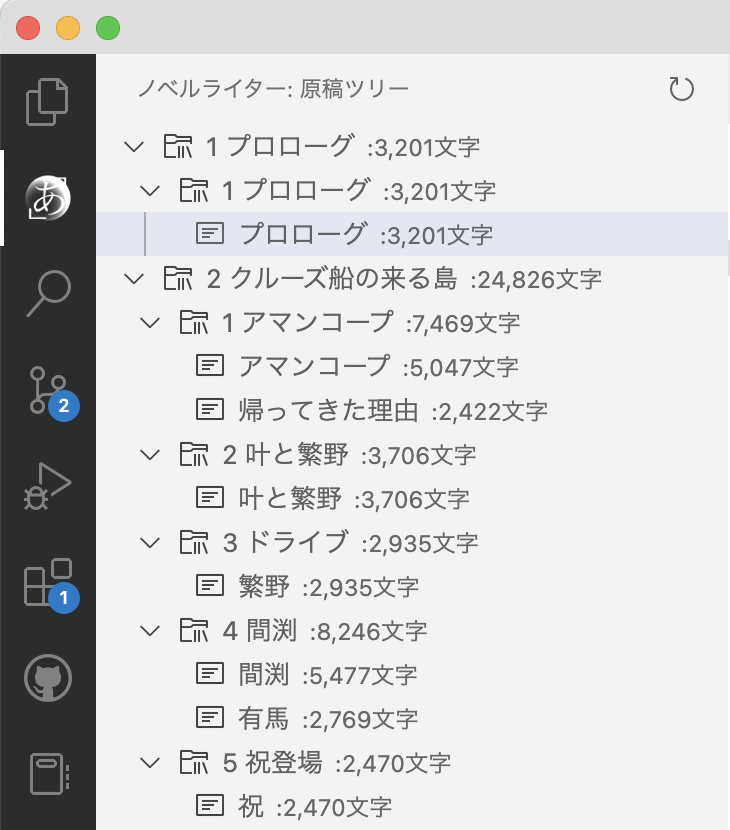 ノベルライター: 原稿ツリー
1 プロローグ :3,201文字
1 プロローグ :3,201文字
プロローグ :3,201文字
2 クルーズ船の来る島 :24,826文字
1 アマンコープ :7,469文字
アマンコープ :5,047文字
帰ってきた理由 :2,422文字
2 叶と繁野 :3,706文字
叶と繁野 :3,706文字
3 ドライブ :2,935文字
繁野 :2,935文字
4 間渕 :8,246文字
間渕 :5,477文字
有馬 :2,769文字
5 祝登場 :2,470文字
祝 :2,470文字
あ
2
1